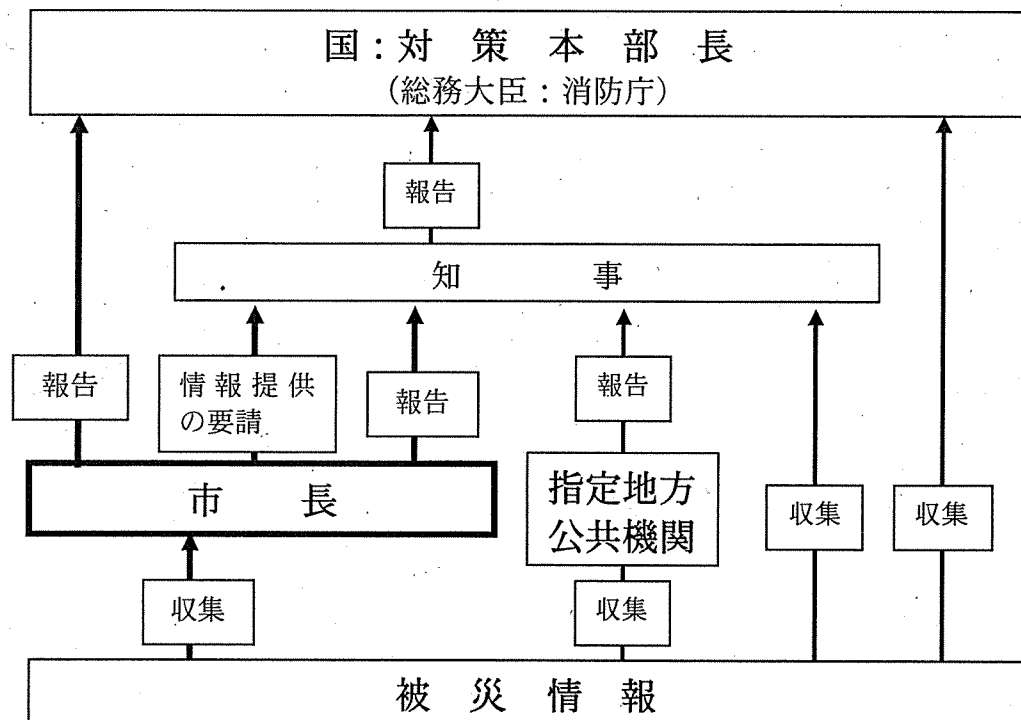 国：対策本部長
（総務大臣：消防庁）
報告
知事
報告
情報提供
の要請
報告
報告
市長
指定地方
公共機関
収集
収集
収集
収集
被災情報